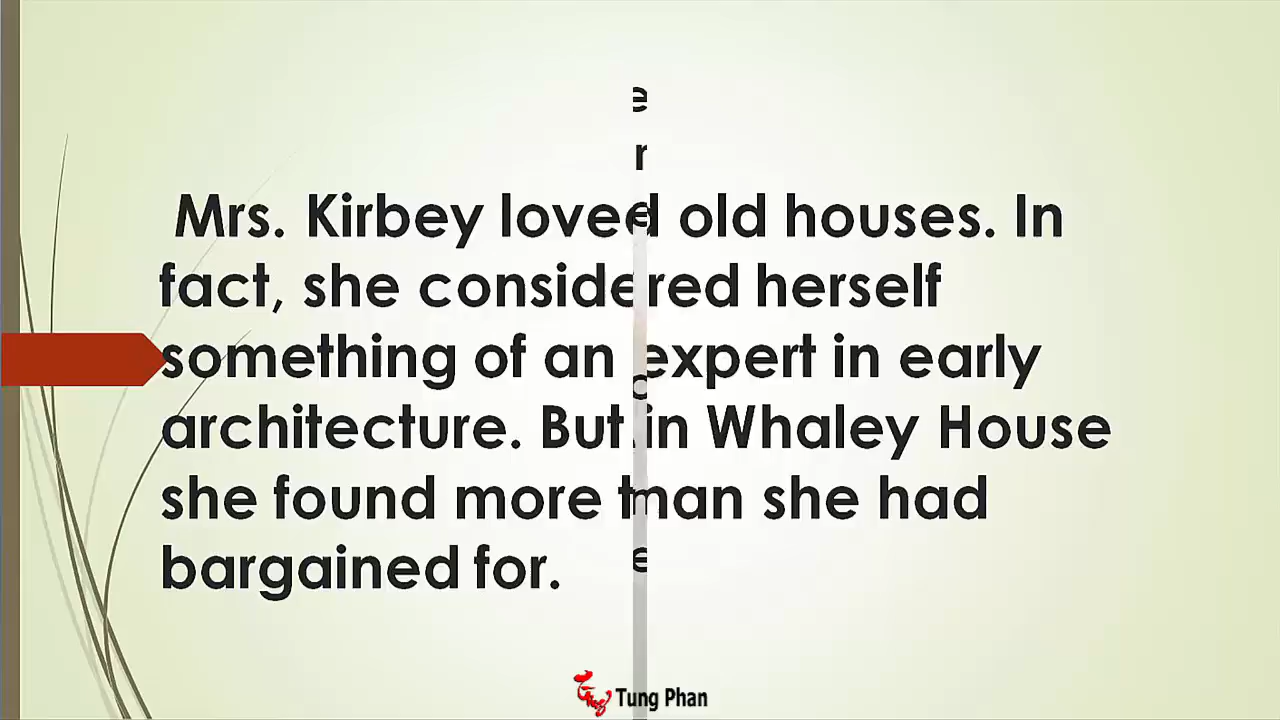 Mrs. Kirbey loved old houses. In
fact, she considered herself
something of an expert in early
architecture. But in Whaley House
she found more than she had
bargained for.
Tung Phan